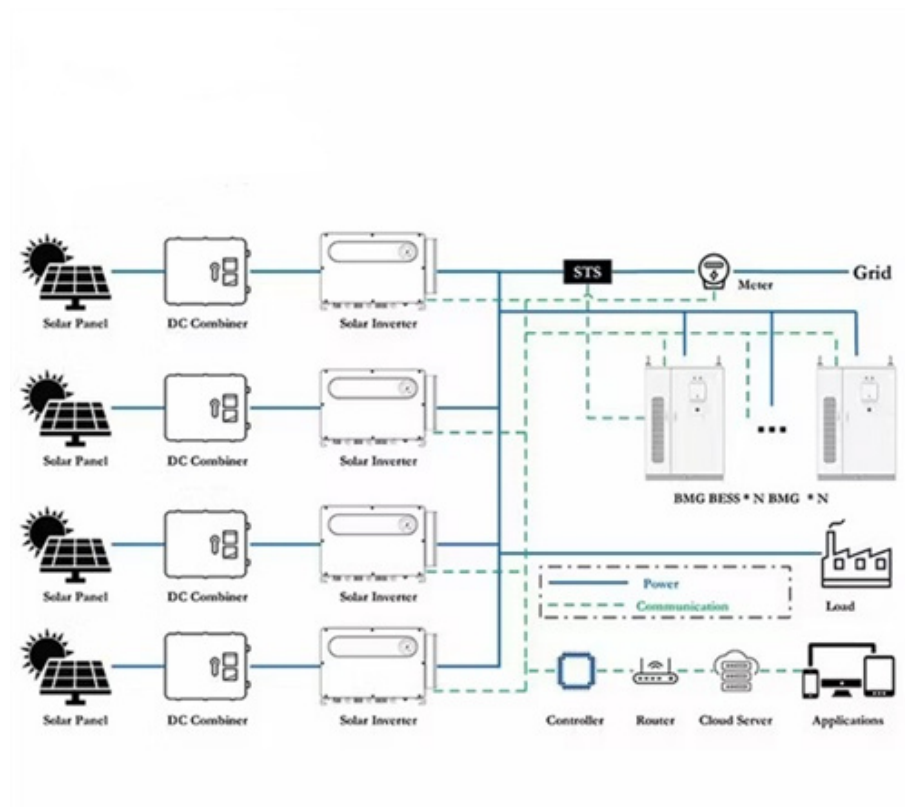 STS
Grid
Meter
Solar Panel DC Combiner Solar Inverter
Solar Panel DC Combiner Solar Inverter
BMG BESS * N BMG * N
Solar Panel DC Combiner Solar Inverter
Power
Communication
Load
Solar Panel DC Combiner Solar Inverter
Controller Router Cloud Server Applications